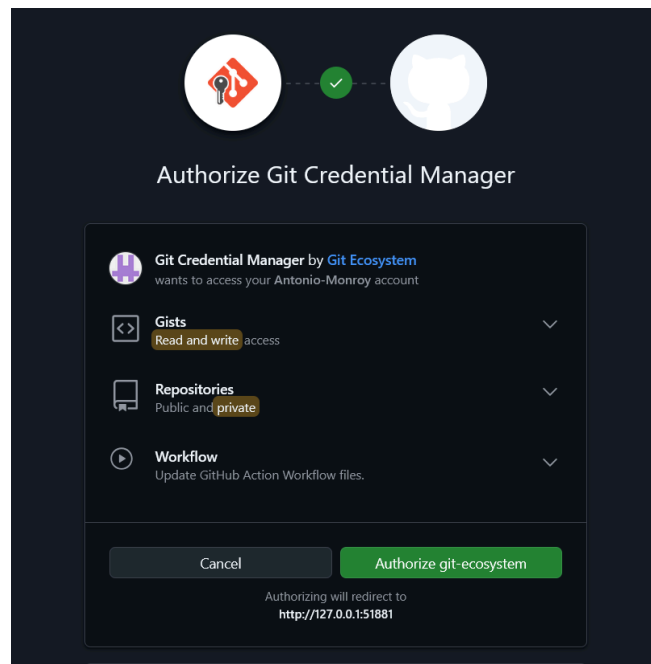 Authorize Git Credential Manager
Git Credential Manager by Git Ecosystem
wants to access your Antonio-Monroy account
Gists
Read and write access
Repositories
Public and private
Workflow
Update GitHub Action Workflow files.
Cancel
Authorize git-ecosystem
Authorizing will redirect to
http://127.0.0.1:51881